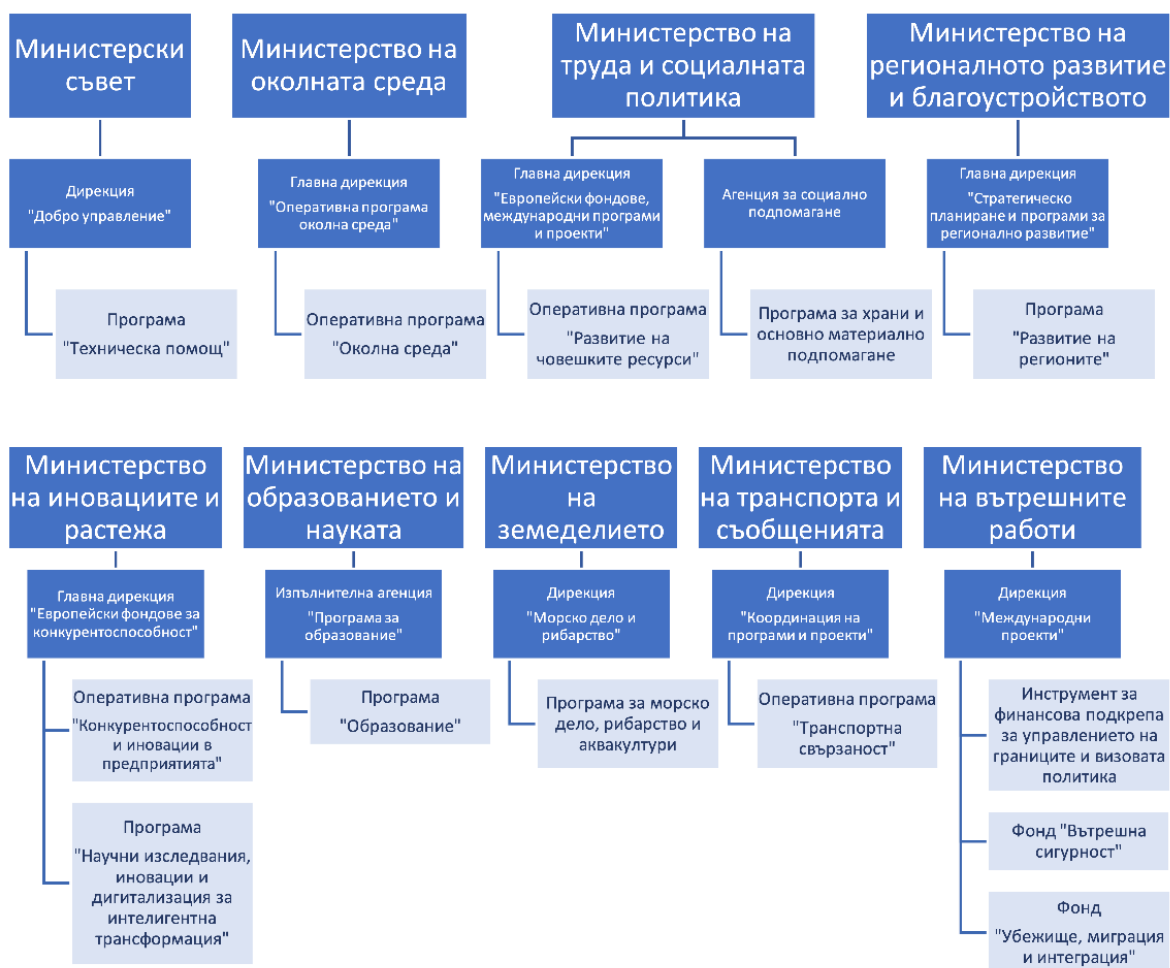 Министерски
съвет
Дирекция
"Добро управление"
Програма
"Техническа помощ"
Министерство на
околната среда
Главна дирекция
"Оперативна програма
околна среда"
Оперативна програма
"Околна среда"
Министерство на
труда и социалната
политика
Главна дирекция
"Европейски фондове,
международни програми
и проекти"
Оперативна програма
"Развитие на
човешките ресурси"
Агенция за социално
подпомагане
Програма за храни и
основно материално
подпомагане
Министерство на
регионалното развитие
и благоустройството
Главна дирекция
"Стратегическо
планиране и програми за
регионално развитие"
Програма
"Развитие на
регионите"
Министерство
на иновациите и
растежа
Главна дирекция
"Европейски фондове за
конкурентоспособност"
Оперативна програма
"Конкурентоспособност
и иновации в
предприятията"
Програма
"Научни изследвания,
иновации и
дигитализация за
интелигентна
трансформация"
Министерство на
образованието и
науката
Изпълнителна агенция
"Програма за
образование"
Програма
"Образование"
Министерство
на
земеделието
Дирекция
"Морско дело и
рибарство"
Програма за морско
дело, рибарство и
аквакултури
Министерство
на транспорта и
съобщенията
Дирекция
"Координация на
програми и проекти"
Оперативна програма
"Транспортна
свързаност"
Министерство
на вътрешните
работи
Дирекция
"Международни
проекти"
Инструмент за
финансова подкрепа
за управлението на
границите и визовата
политика
Фонд "Вътрешна
сигурност"
Фонд
"Убежище, миграция
и интеграция"